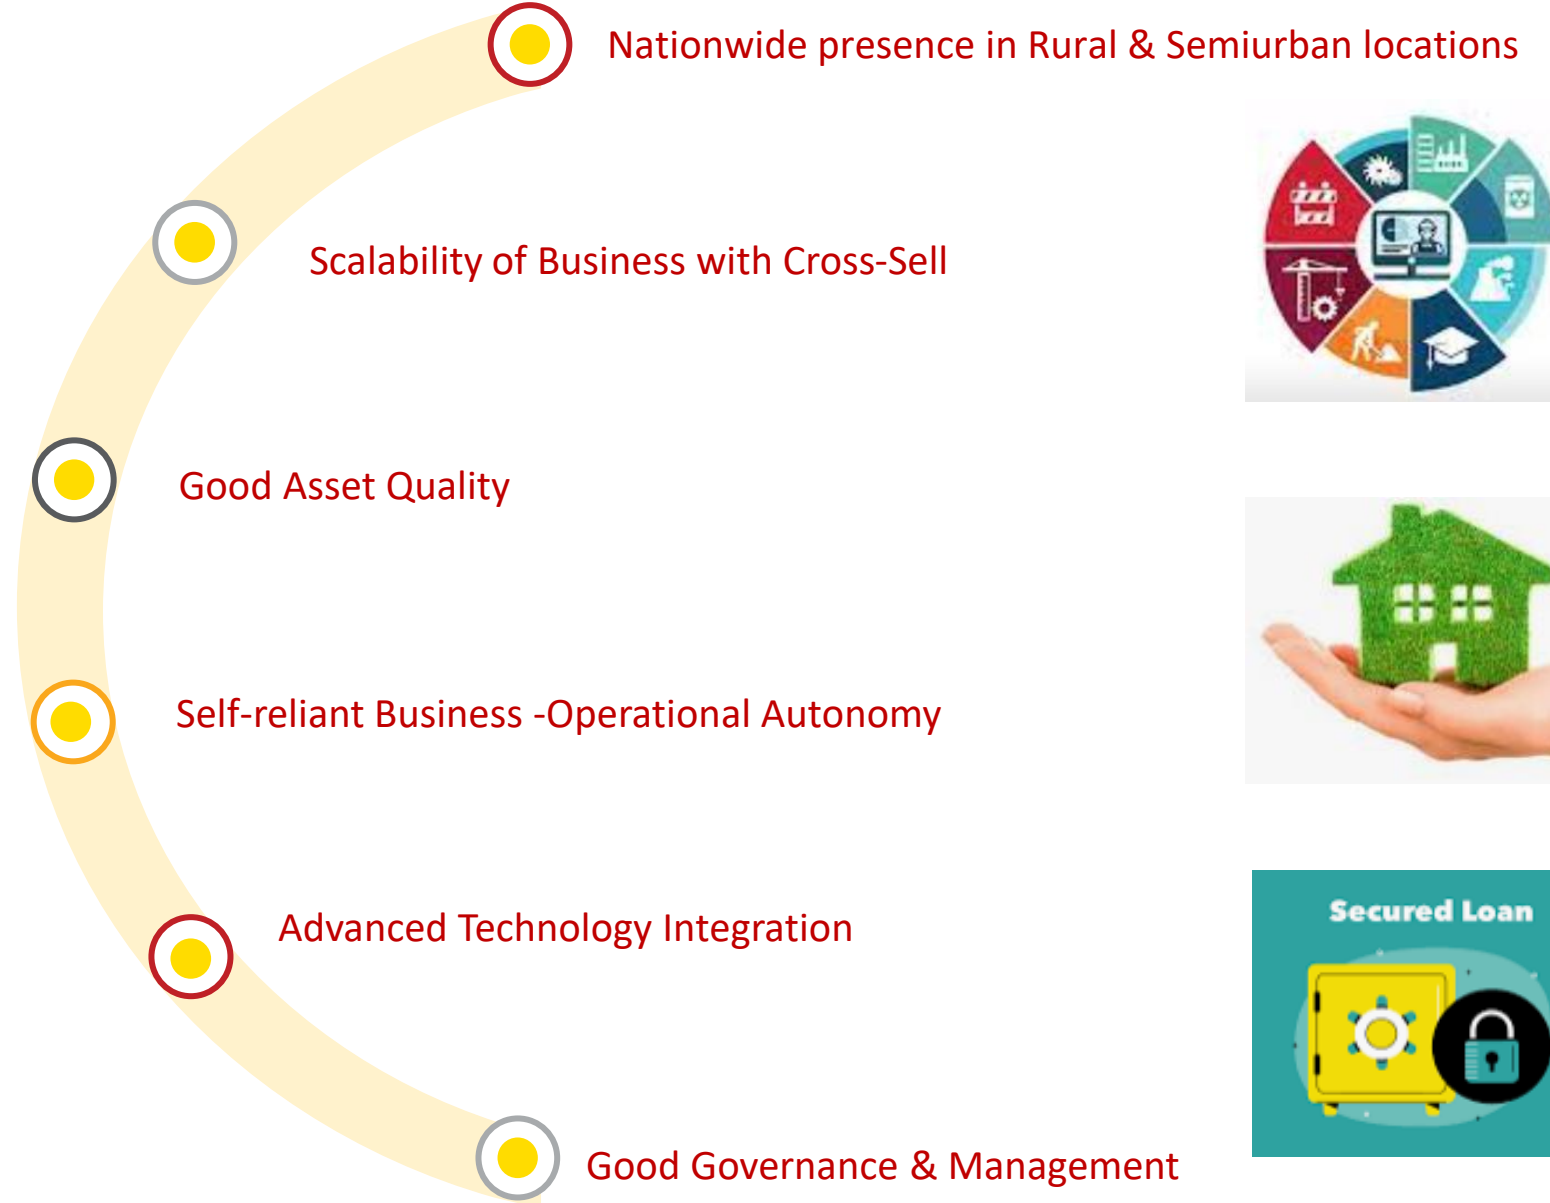 Nationwide presence in Rural & Semiurban locations
Scalability of Business with Cross-Sell
Good Asset Quality
Self-reliant Business -Operational Autonomy
Advanced Technology Integration
Secured Loan
Good Governance & Management